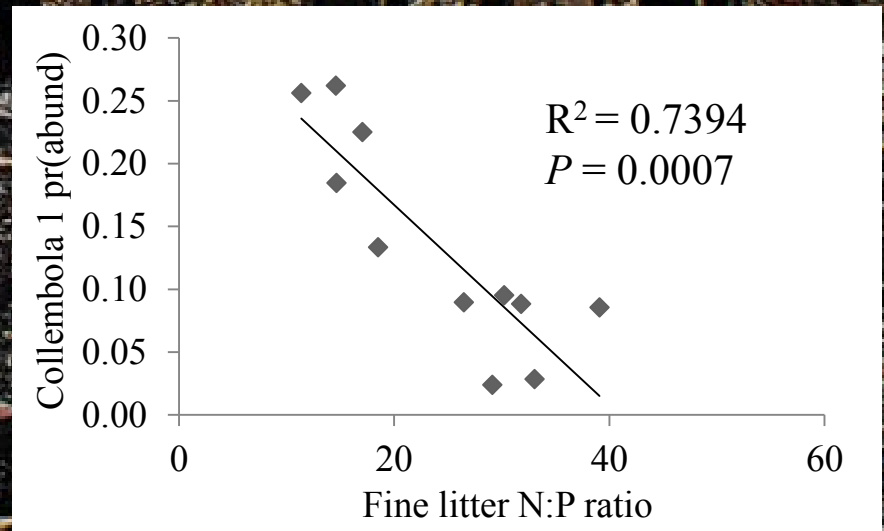 0.30
0.25
0.20
0.15
0.10
0.05
0.00
Collembola 1 pr(abund)
R² = 0.7394
P = 0.0007
0 20 40 60
Fine litter N:P ratio